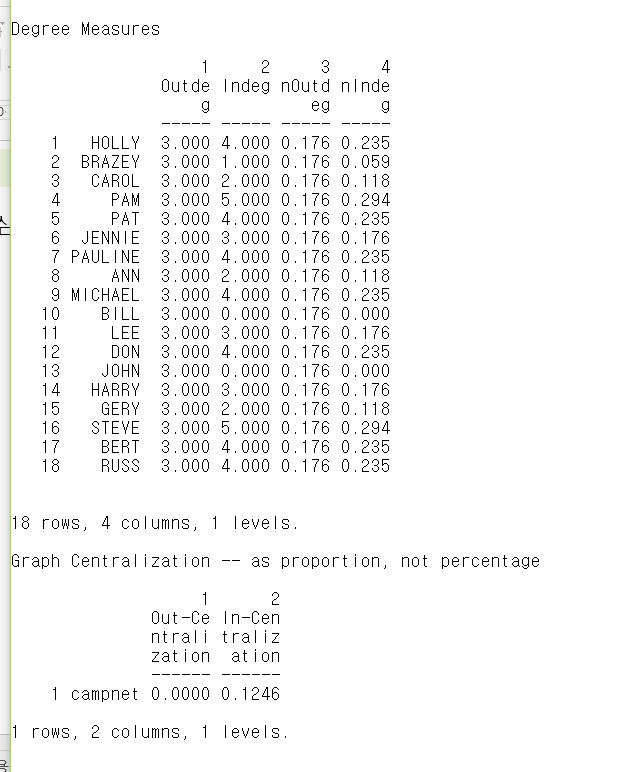 Degree Measures
1 2 3 4
Outde Indeg nOutd nInde
g eg g
----- ----- ----- -----
1 HOLLY 3.000 4.000 0.176 0.235
2 BRAZEY 3.000 1.000 0.176 0.059
3 CAROL 3.000 2.000 0.176 0.118
4 PAM 3.000 5.000 0.176 0.294
5 PAT 3.000 4.000 0.176 0.235
6 JENNIE 3.000 3.000 0.176 0.176
7 PAULINE 3.000 4.000 0.176 0.235
8 ANN 3.000 2.000 0.176 0.118
9 MICHAEL 3.000 4.000 0.176 0.235
10 BILL 3.000 0.000 0.176 0.000
11 LEE 3.000 3.000 0.176 0.176
12 DON 3.000 4.000 0.176 0.235
13 JOHN 3.000 0.000 0.176 0.000
14 HARRY 3.000 3.000 0.176 0.176
15 GERY 3.000 2.000 0.176 0.118
16 STEVE 3.000 5.000 0.176 0.294
17 BERT 3.000 4.000 0.176 0.235
18 RUSS 3.000 4.000 0.176 0.235
18 rows, 4 columns, 1 levels.
Graph Centralization -- as proportion, not percentage
1 2
Out-Ce In-Cen
ntrali traliz
zation ation
------ ------
1 campnet 0.0000 0.1246
1 rows, 2 columns, 1 levels.